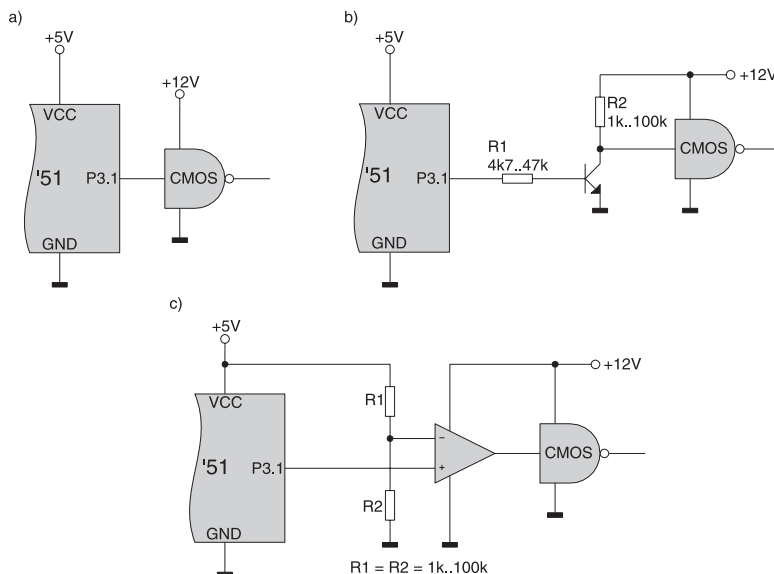 a)
+5V
+12V
VCC
'51
P3.1
CMOS
GND
b)
+5V
+12V
VCC
R2
1k..100k
R1
4k7..47k
'51
P3.1
CMOS
GND
c)
+5V
+12V
VCC
R1
'51
P3.1
−
+
CMOS
R2
GND
R1 = R2 = 1k..100k